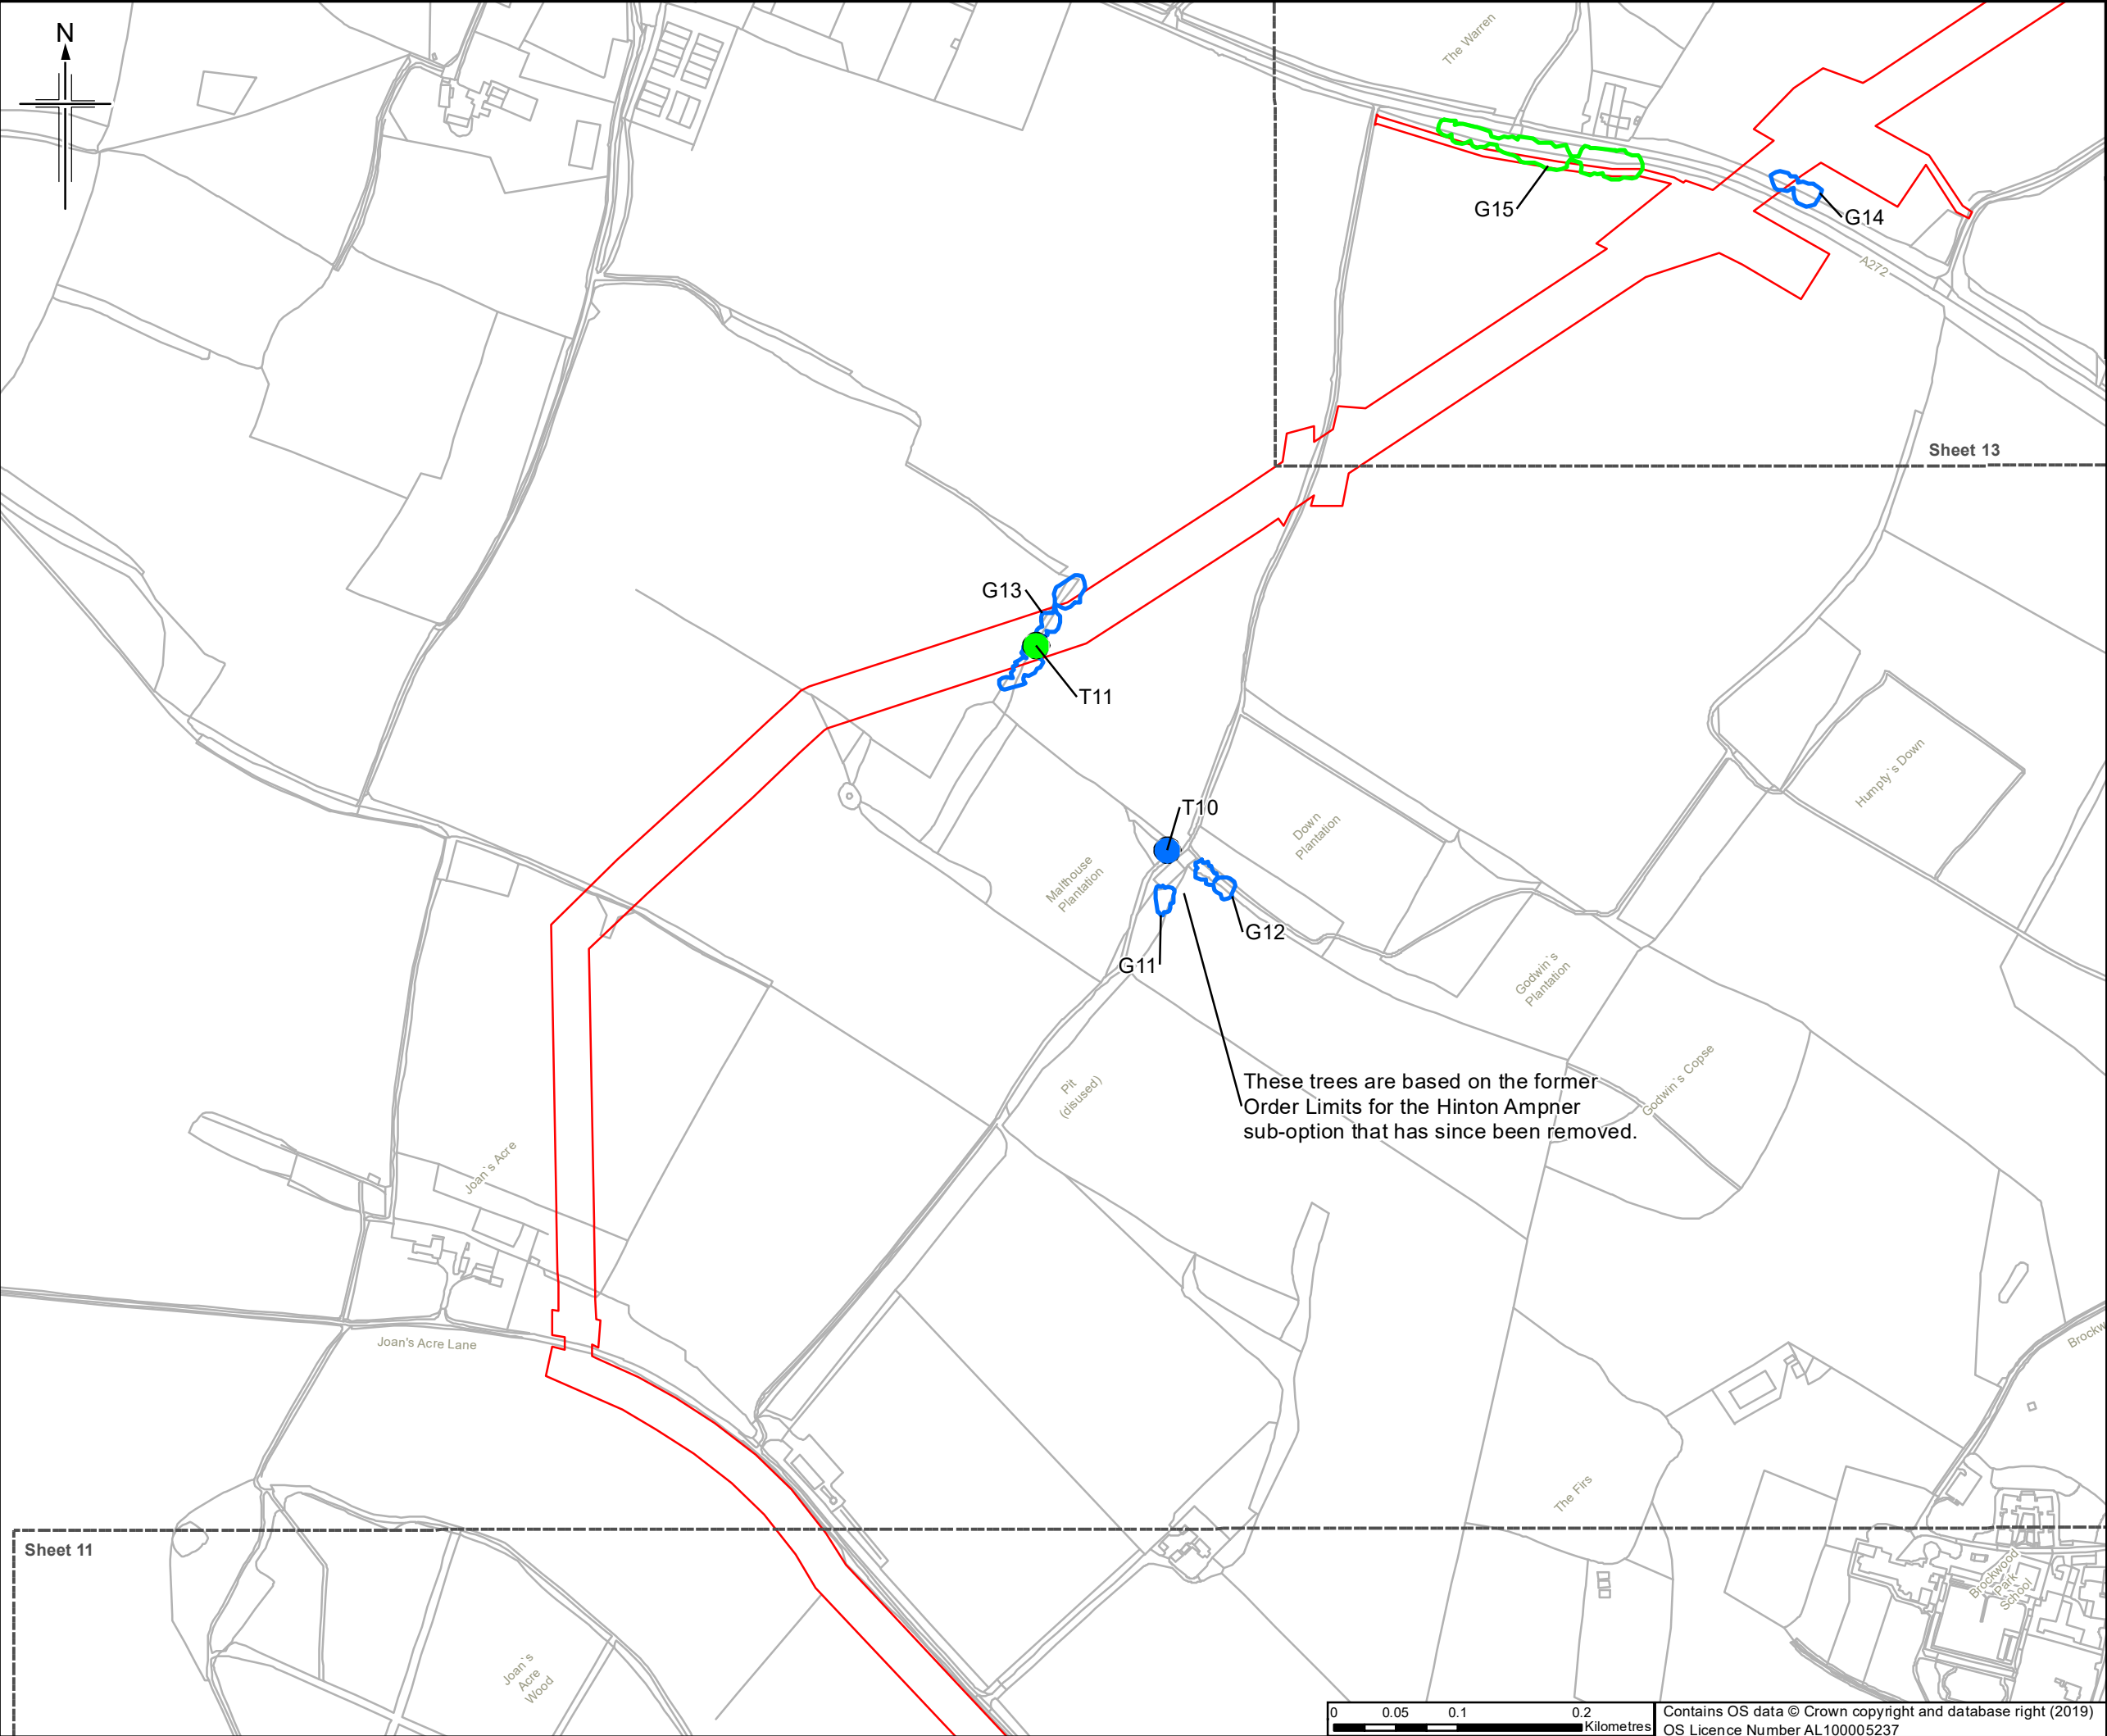 N
The Warren
G15
G14
A272
Sheet 13
G13
T11
Humpty's Down
T10
Down
Plantation
Malthouse
Plantation
G12
G11
Godwin's
Plantation
Pit
(disused)
Godwin's Copse
These trees are based on the former
Order Limits for the Hinton Ampner
sub-option that has since been removed.
Joan's Acre
Joan's Acre Lane
Brockw
The Firs
Sheet 11
Brockwood
Park
School
Joan's
Acre
Wood
0 0.05 0.1 0.2
Kilometres
Contains OS data © Crown copyright and database right (2019)
OS Licence Number AL100005237